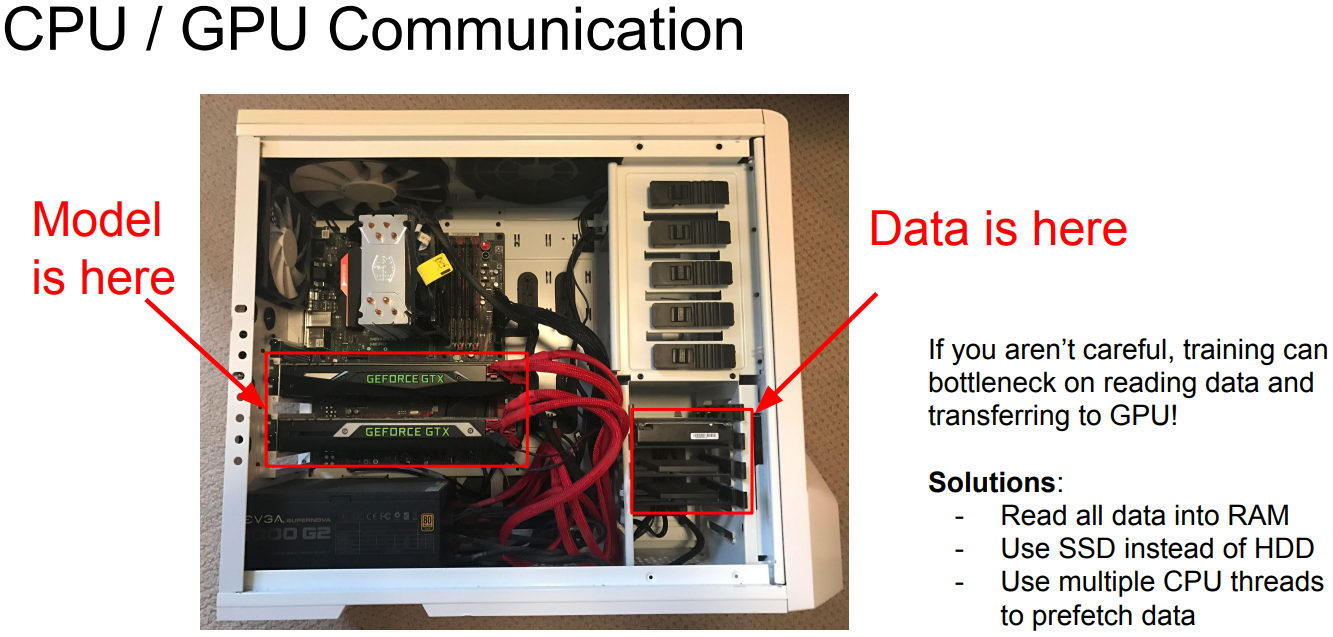 CPU / GPU Communication
Model
is here
Data is here
GEFORCE GTX
GEFORCE GTX
EVGA SUPERNOVA
G2
If you aren't careful, training can
bottleneck on reading data and
transferring to GPU!
Solutions:
- Read all data into RAM
- Use SSD instead of HDD
- Use multiple CPU threads
to prefetch data